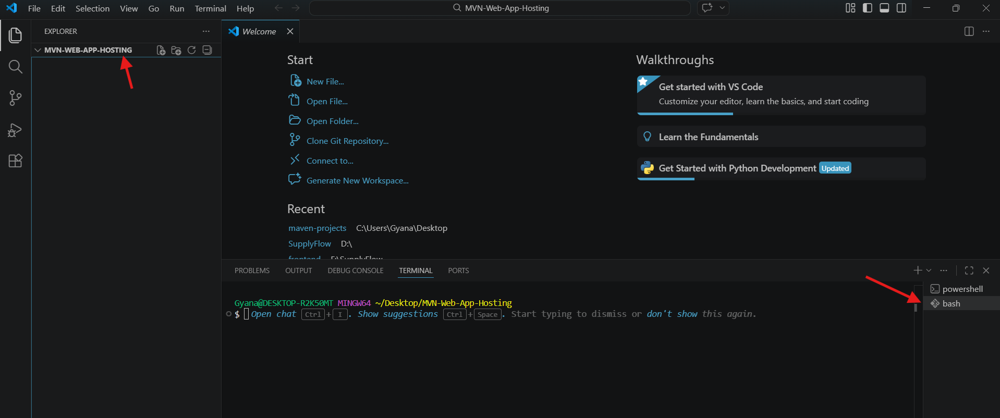 File Edit Selection View Go Run Terminal Help
MVN-Web-App-Hosting
EXPLORER
MVN-WEB-APP-HOSTING
Welcome
Start
New File...
Open File...
Open Folder...
Clone Git Repository...
Connect to...
Generate New Workspace...
Recent
maven-projects C:\Users\Gyana\Desktop
SupplyFlow D:\
frontend F:\SupplyFlow
Walkthroughs
Get started with VS Code
Customize your editor, learn the basics, and start coding
Learn the Fundamentals
Get Started with Python Development Updated
PROBLEMS OUTPUT DEBUG CONSOLE TERMINAL PORTS
Gyana@DESKTOP-R2K50MT MINGW64 ~/Desktop/MVN-Web-App-Hosting
$ Open chat Ctrl + I . Show suggestions Ctrl + Space . Start typing to dismiss or don't show this again.
powershell
bash